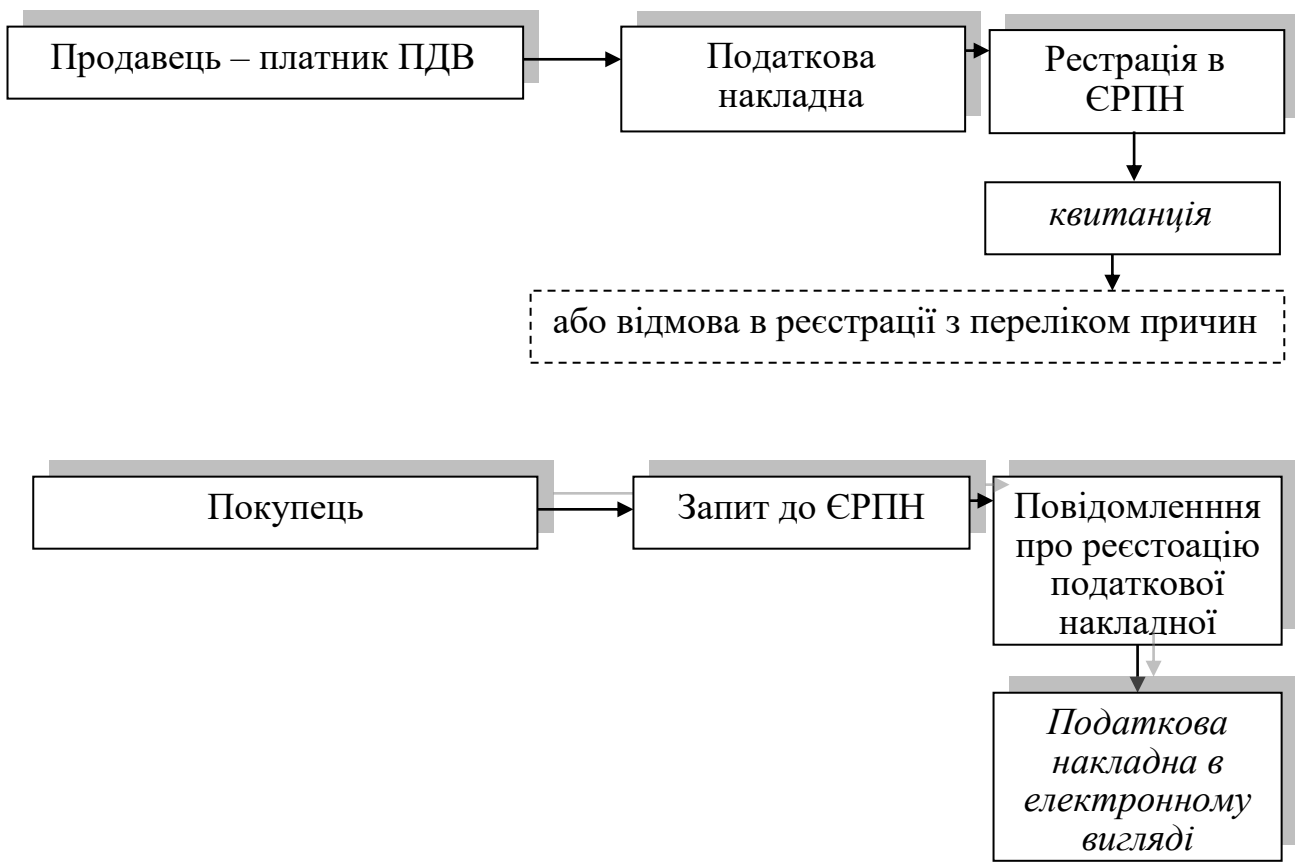 Продавець – платник ПДВ
Податкова
накладна
Рестрація в
ЄРПН
квитанція
або відмова в реєстрації з переліком причин
Покупець
Запит до ЄРПН
Повідомленння
про реєстоацію
податкової
накладної
Податкова
накладна в
електронному
вигляді